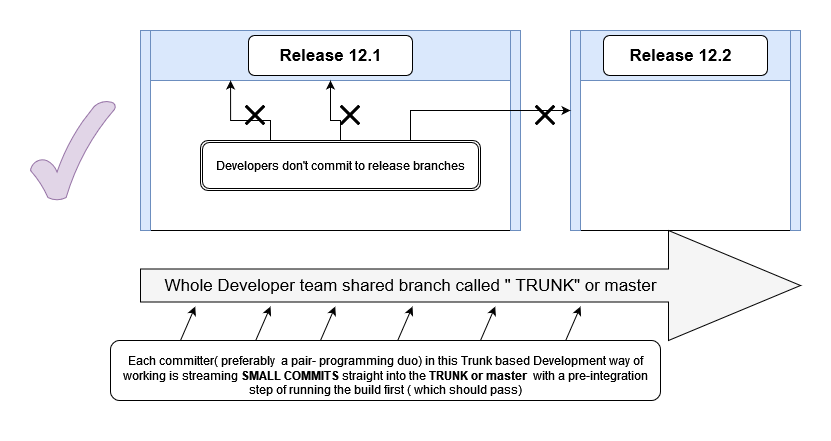 Release 12.1
Release 12.2
Developers don't commit to release branches
Whole Developer team shared branch called " TRUNK" or master
Each committer( preferably a pair- programming duo) in this Trunk based Development way of
working is streaming SMALL COMMITS straight into the TRUNK or master with a pre-integration
step of running the build first ( which should pass)